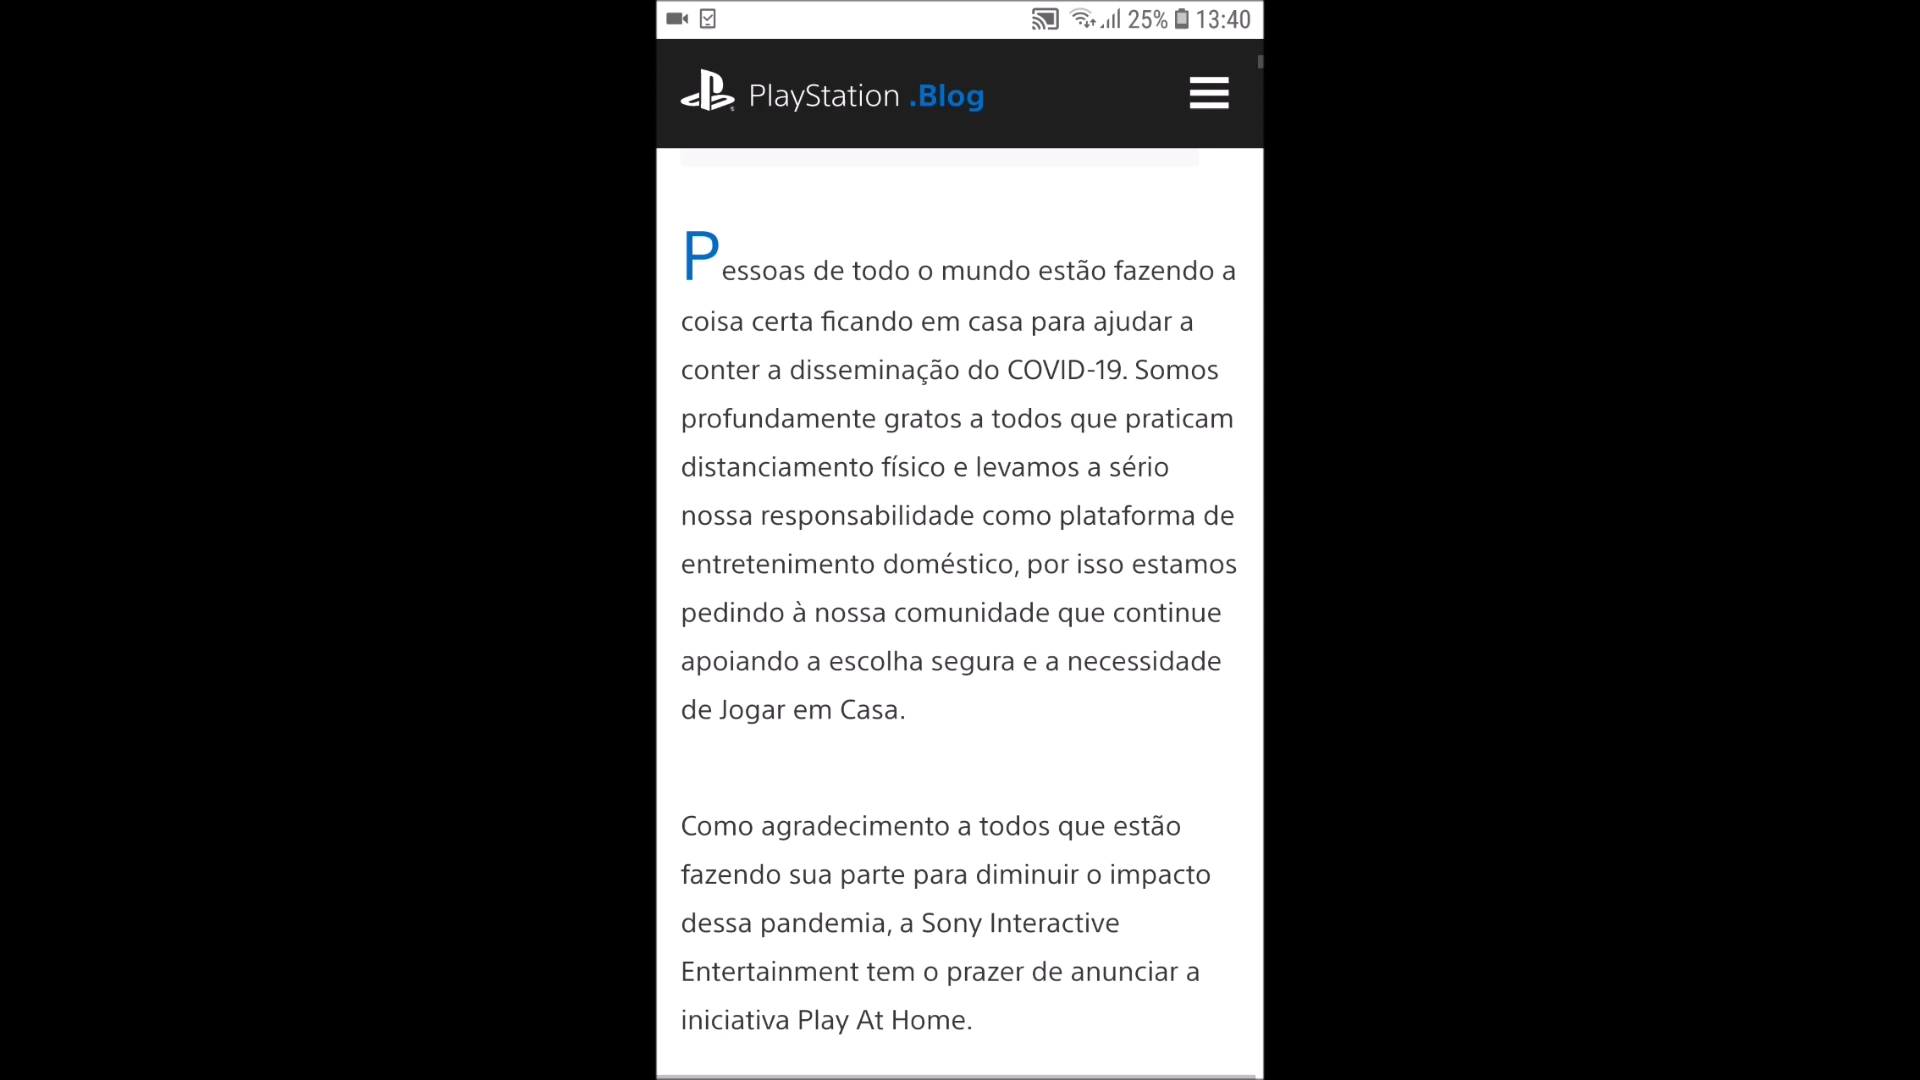 25% 13:40
PlayStation .Blog
Pessoas de todo o mundo estão fazendo a
coisa certa ficando em casa para ajudar a
conter a disseminação do COVID-19. Somos
profundamente gratos a todos que praticam
distanciamento físico e levamos a sério
nossa responsabilidade como plataforma de
entretenimento doméstico, por isso estamos
pedindo à nossa comunidade que continue
apoiando a escolha segura e a necessidade
de Jogar em Casa.
Como agradecimento a todos que estão
fazendo sua parte para diminuir o impacto
dessa pandemia, a Sony Interactive
Entertainment tem o prazer de anunciar a
iniciativa Play At Home.